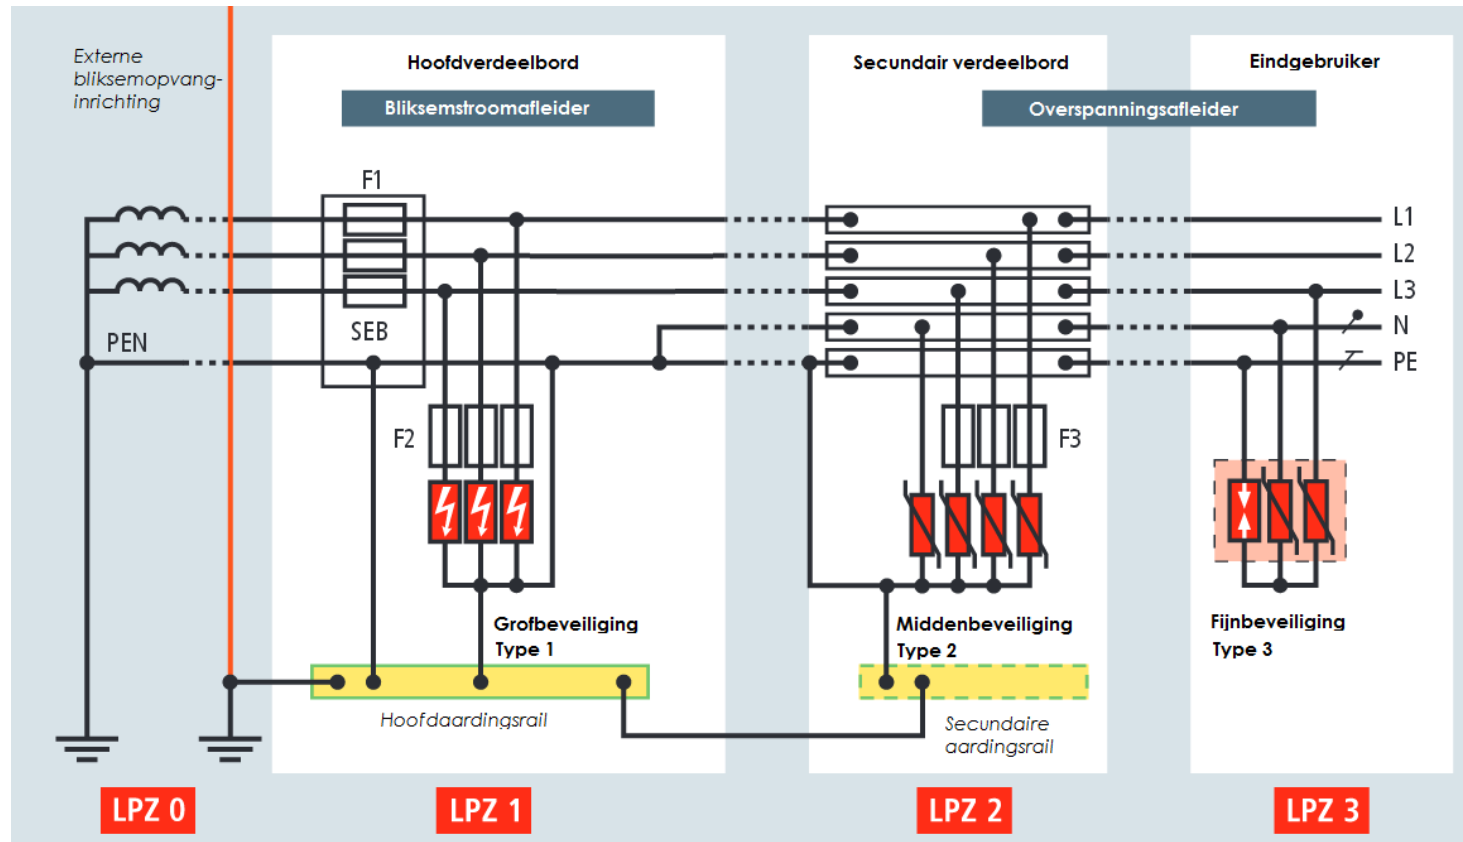 Externe
bliksemopvang-
inrichting
Hoofdverdeelbord
Bliksemstroomafleider
Secundair verdeelbord
Eindgebruiker
Overspanningsafleider
F1
SEB
PEN
L1
L2
L3
N
PE
F2
F3
Grofbeveiliging
Type 1
Middenbeveiliging
Type 2
Fijnbeveiliging
Type 3
Hoofdaardingsrail
Secundaire
aardingsrail
LPZ 0
LPZ 1
LPZ 2
LPZ 3